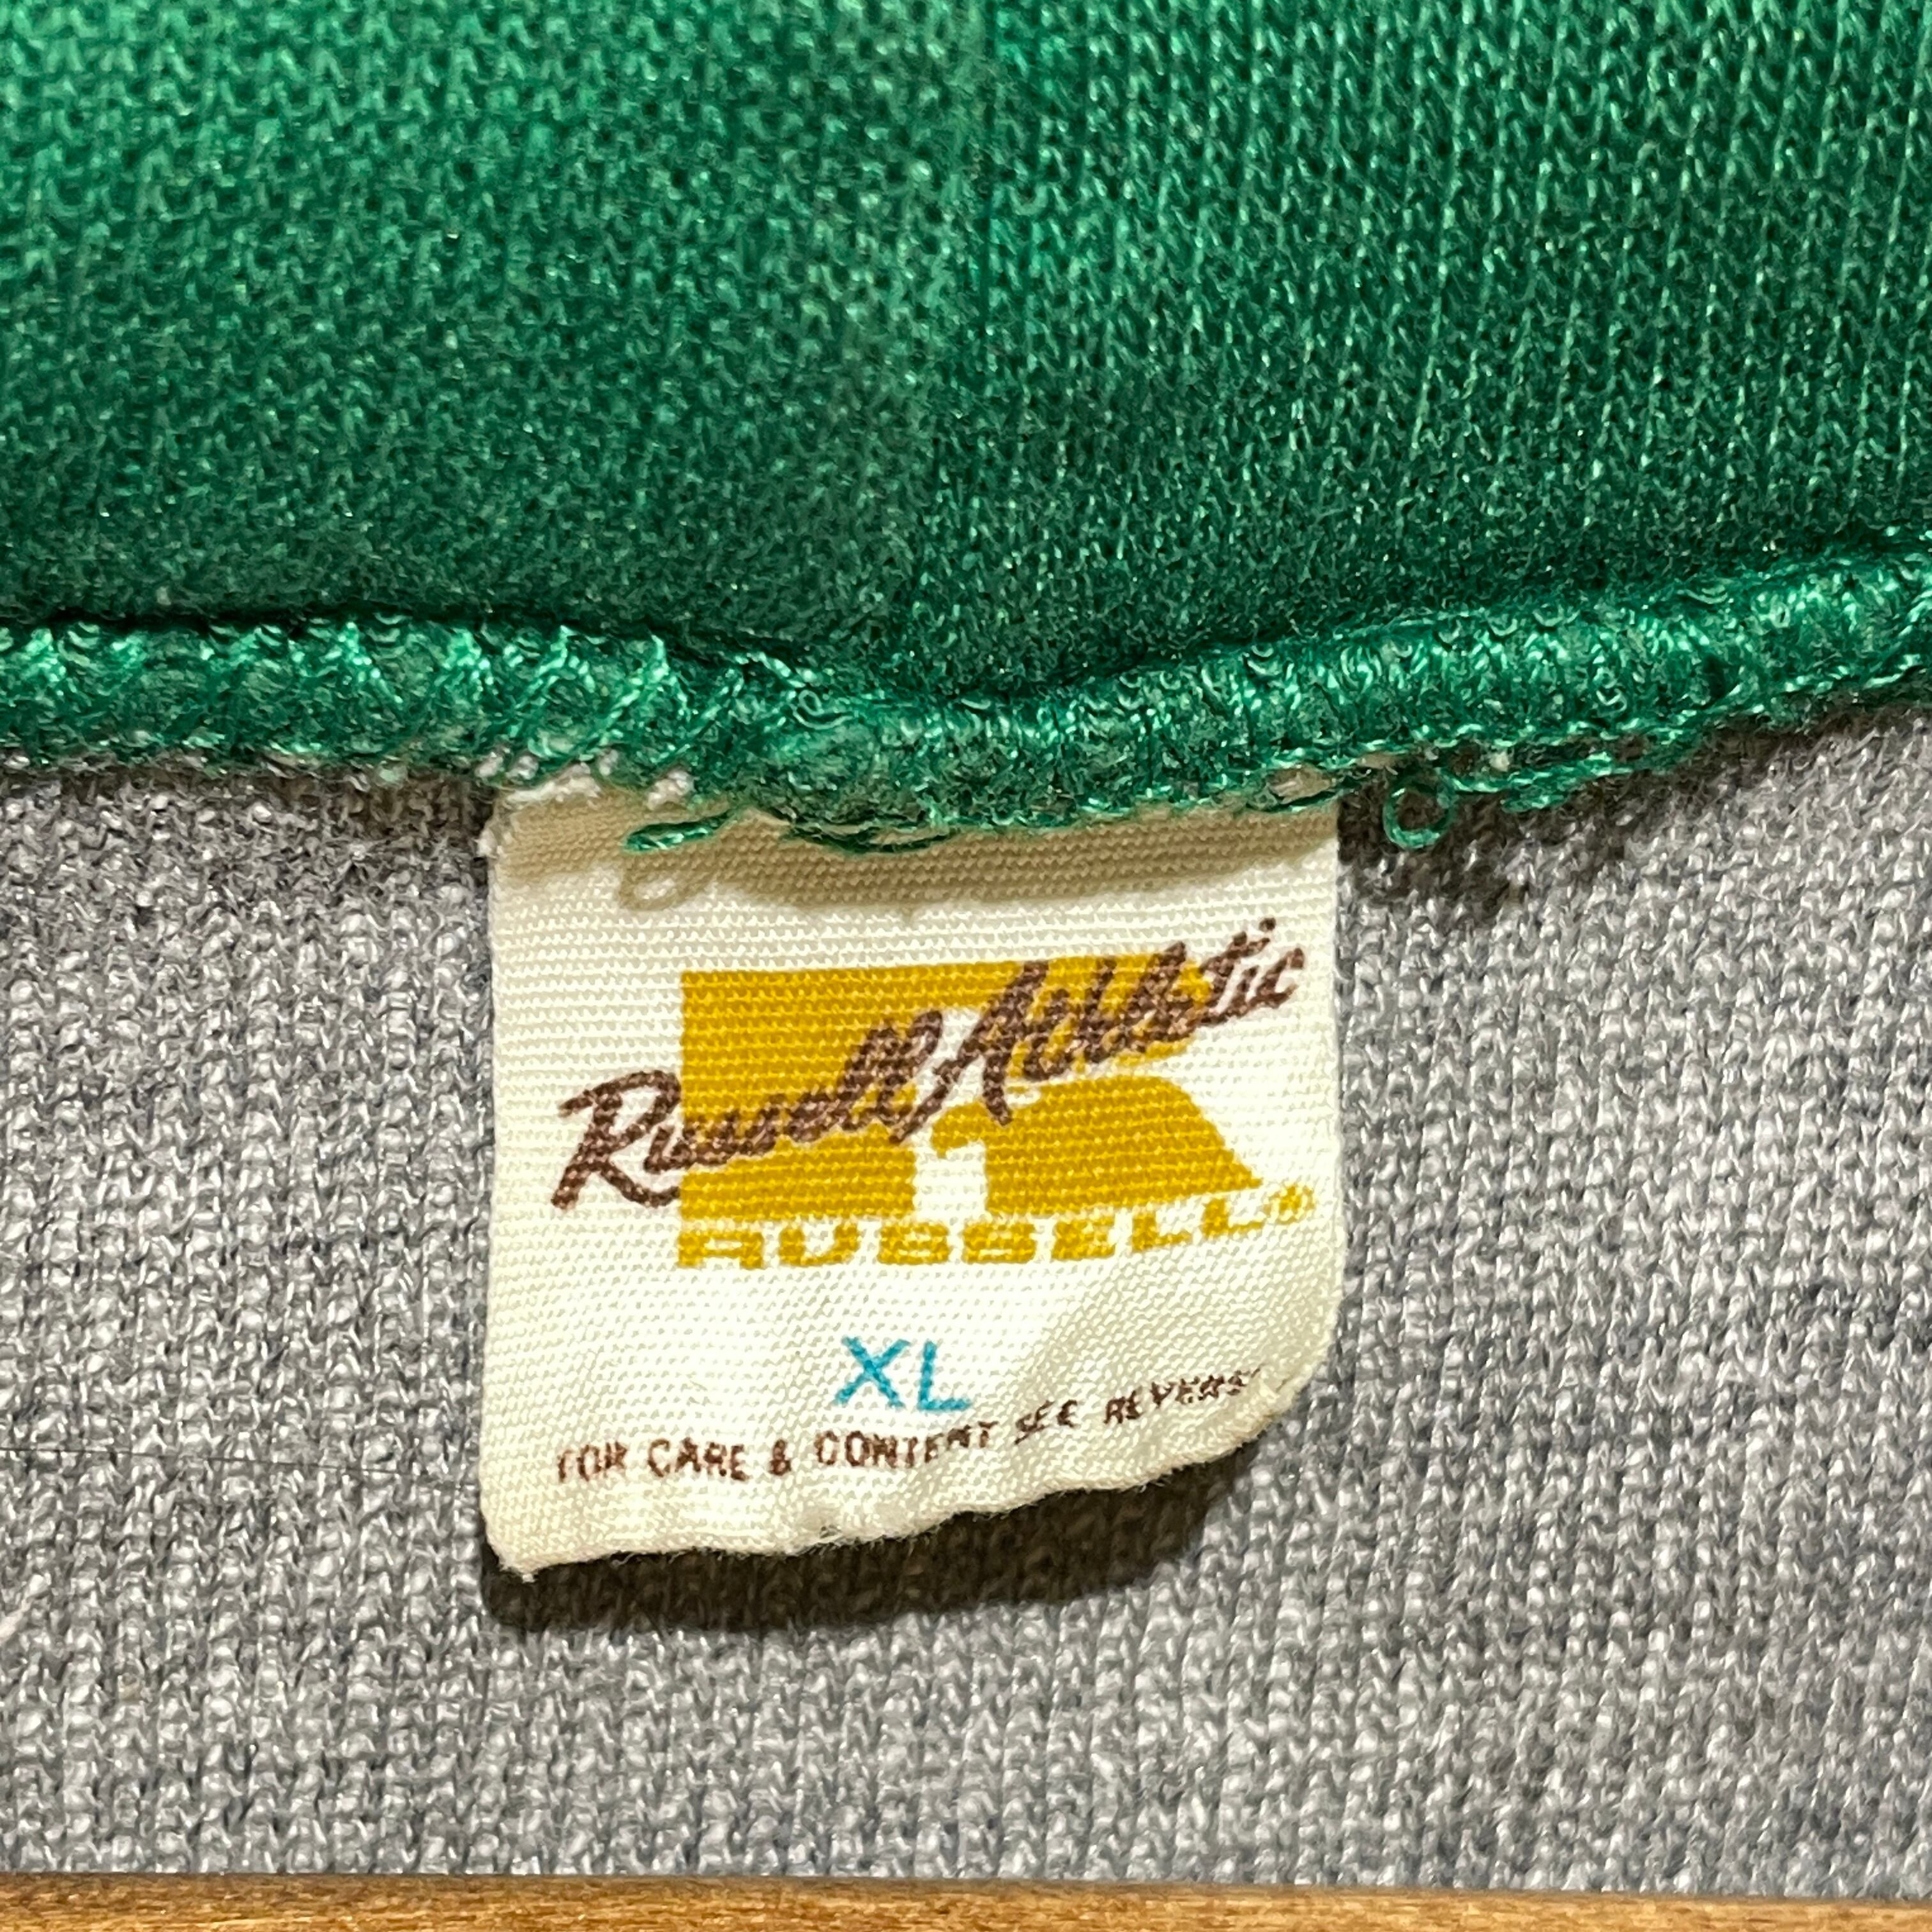 Russell Athletic
RUSSELL®
XL
FOR CARE & CONTENT SEE REVERSE